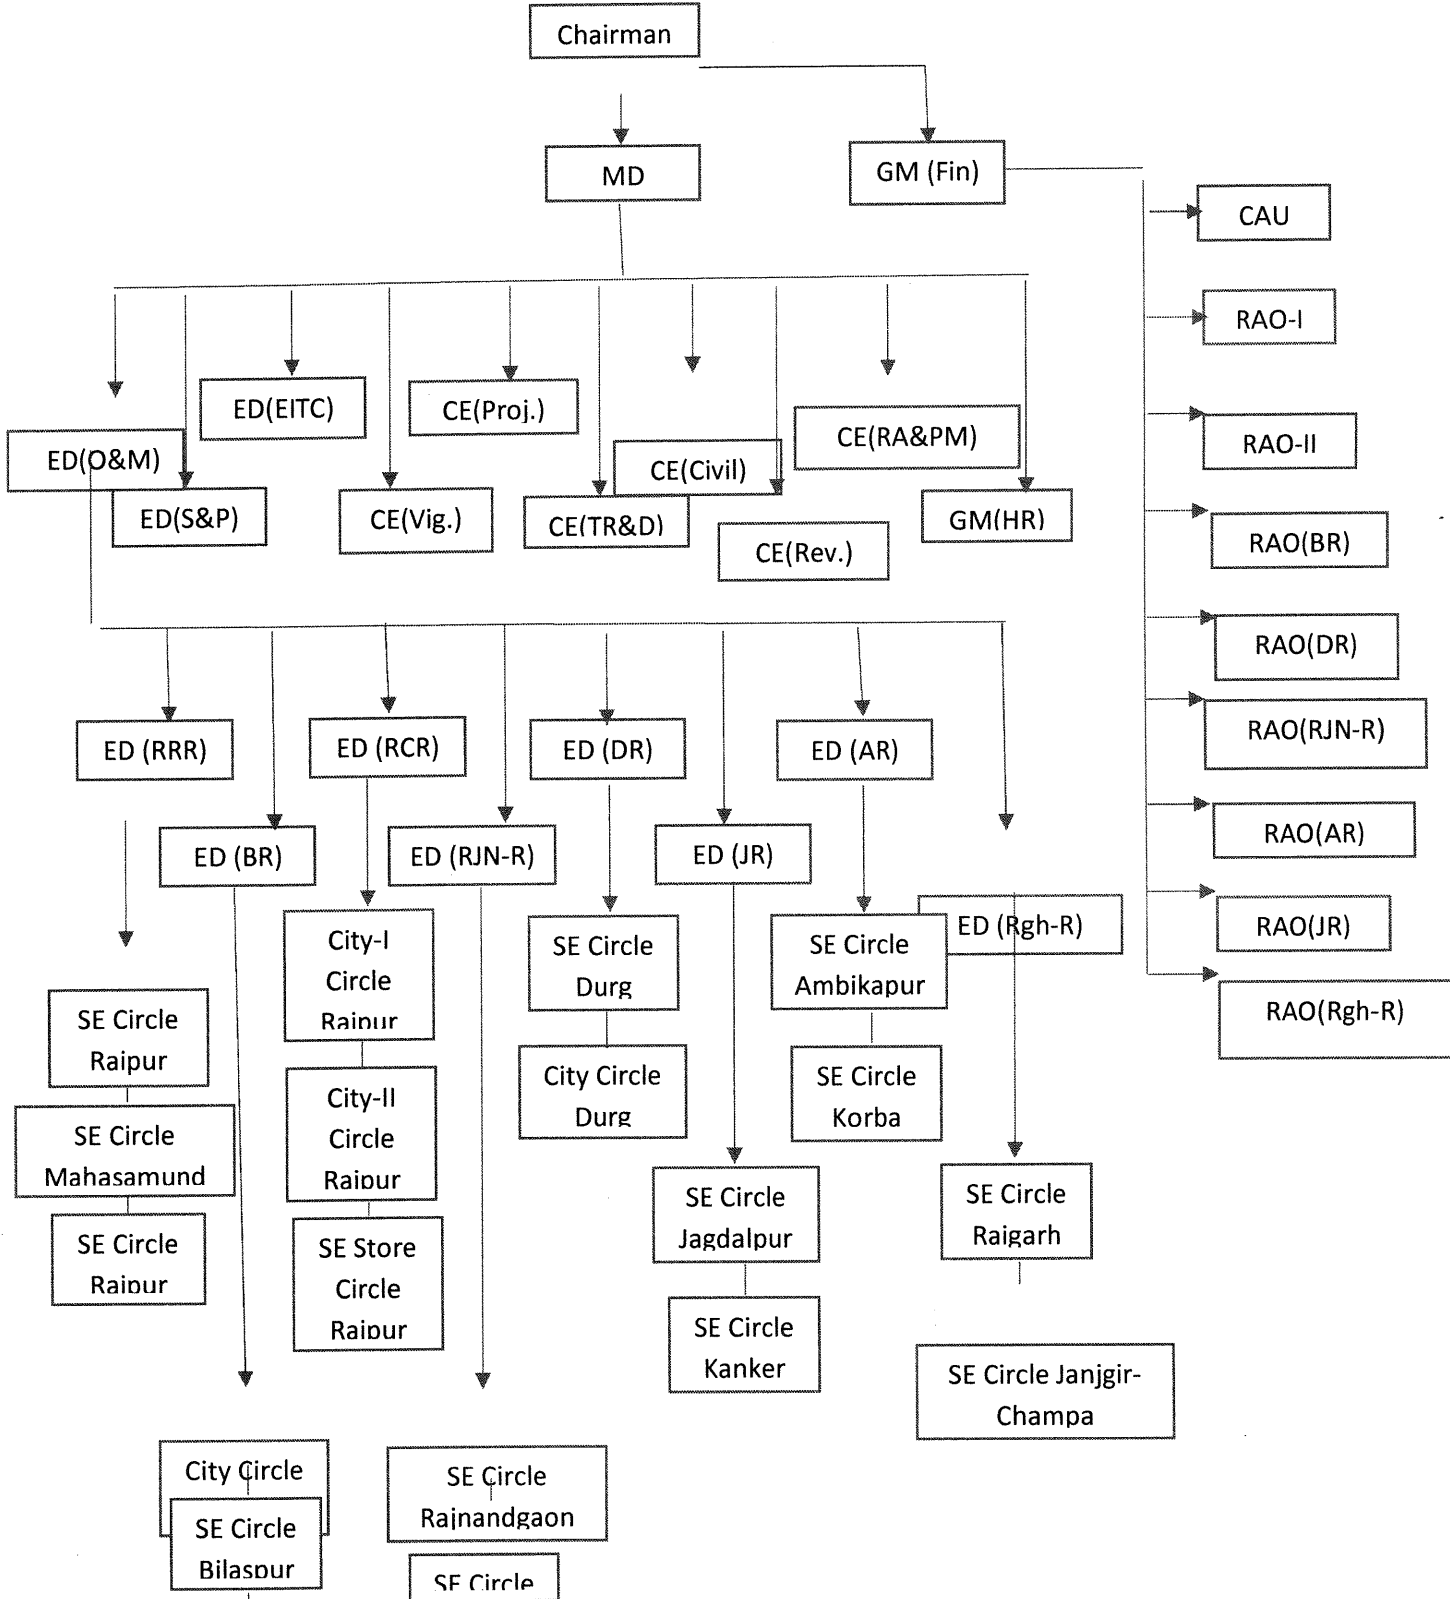 Chairman
MD
GM (Fin)
CAU
RAO-I
RAO-II
RAO(BR)
RAO(DR)
RAO(RJN-R)
RAO(AR)
RAO(JR)
RAO(Rgh-R)
ED(O&M)
ED(S&P)
ED(EITC)
CE(Vig.)
CE(Proj.)
CE(TR&D)
CE(Civil)
CE(Rev.)
CE(RA&PM)
GM(HR)
ED (RRR)
ED (BR)
ED (RCR)
ED (RJN-R)
ED (DR)
ED (JR)
ED (AR)
ED (Rgh-R)
SE Circle
Raipur
SE Circle
Mahasamund
SE Circle
Raipur
City-I
Circle
Raipur
City-II
Circle
Raipur
SE Store
Circle
Raipur
SE Circle
Durg
City Circle
Durg
SE Circle
Ambikapur
SE Circle
Korba
SE Circle
Jagdalpur
SE Circle
Kanker
SE Circle
Raigarh
SE Circle Janjgir-
Champa
City Circle
SE Circle
Bilaspur
SE Circle
Rajnandgaon
SE Circle